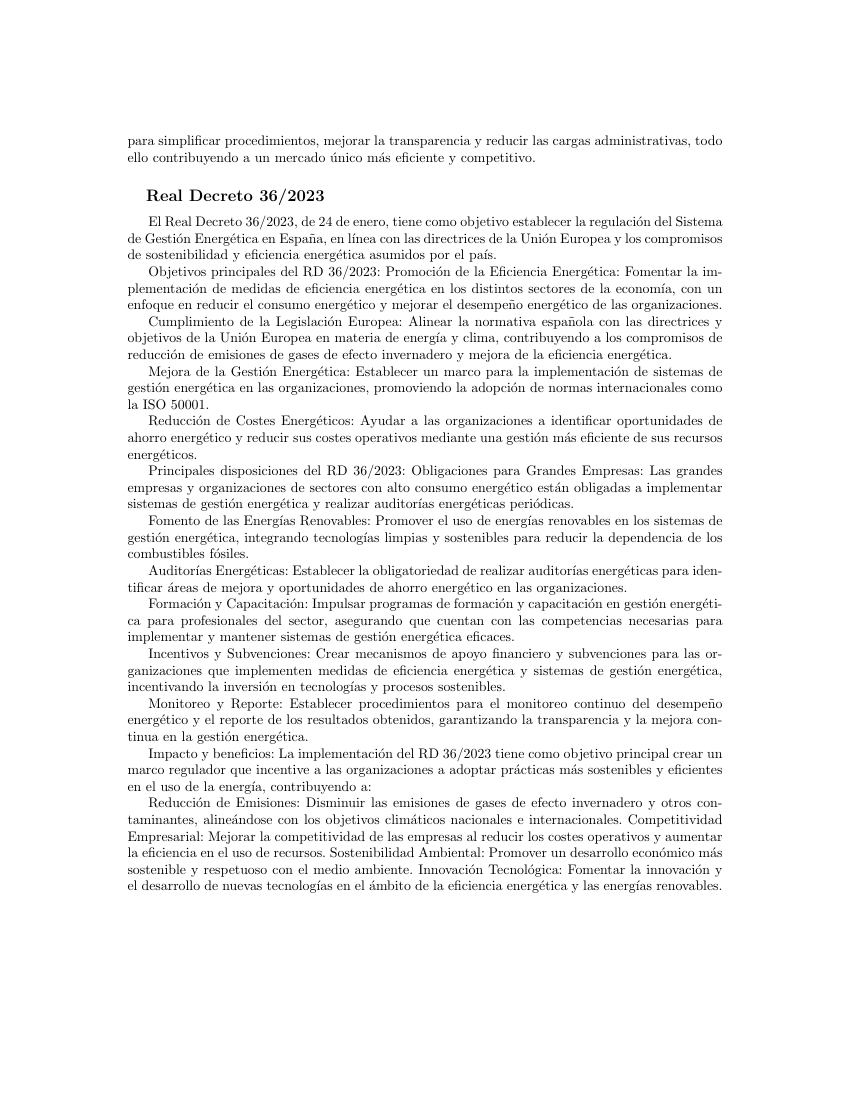 para simplificar procedimientos, mejorar la transparencia y reducir las cargas administrativas, todo
ello contribuyendo a un mercado único más eficiente y competitivo.
Real Decreto 36/2023
El Real Decreto 36/2023, de 24 de enero, tiene como objetivo establecer la regulación del Sistema
de Gestión Energética en España, en línea con las directrices de la Unión Europea y los compromisos
de sostenibilidad y eficiencia energética asumidos por el país.
Objetivos principales del RD 36/2023: Promoción de la Eficiencia Energética: Fomentar la im-
plementación de medidas de eficiencia energética en los distintos sectores de la economía, con un
enfoque en reducir el consumo energético y mejorar el desempeño energético de las organizaciones.
Cumplimiento de la Legislación Europea: Alinear la normativa española con las directrices y
objetivos de la Unión Europea en materia de energía y clima, contribuyendo a los compromisos de
reducción de emisiones de gases de efecto invernadero y mejora de la eficiencia energética.
Mejora de la Gestión Energética: Establecer un marco para la implementación de sistemas de
gestión energética en las organizaciones, promoviendo la adopción de normas internacionales como
la ISO 50001.
Reducción de Costes Energéticos: Ayudar a las organizaciones a identificar oportunidades de
ahorro energético y reducir sus costes operativos mediante una gestión más eficiente de sus recursos
energéticos.
Principales disposiciones del RD 36/2023: Obligaciones para Grandes Empresas: Las grandes
empresas y organizaciones de sectores con alto consumo energético están obligadas a implementar
sistemas de gestión energética y realizar auditorías energéticas periódicas.
Fomento de las Energías Renovables: Promover el uso de energías renovables en los sistemas de
gestión energética, integrando tecnologías limpias y sostenibles para reducir la dependencia de los
combustibles fósiles.
Auditorías Energéticas: Establecer la obligatoriedad de realizar auditorías energéticas para iden-
tificar áreas de mejora y oportunidades de ahorro energético en las organizaciones.
Formación y Capacitación: Impulsar programas de formación y capacitación en gestión energéti-
ca para profesionales del sector, asegurando que cuentan con las competencias necesarias para
implementar y mantener sistemas de gestión energética eficaces.
Incentivos y Subvenciones: Crear mecanismos de apoyo financiero y subvenciones para las or-
ganizaciones que implementen medidas de eficiencia energética y sistemas de gestión energética,
incentivando la inversión en tecnologías y procesos sostenibles.
Monitoreo y Reporte: Establecer procedimientos para el monitoreo continuo del desempeño
energético y el reporte de los resultados obtenidos, garantizando la transparencia y la mejora con-
tinua en la gestión energética.
Impacto y beneficios: La implementación del RD 36/2023 tiene como objetivo principal crear un
marco regulador que incentive a las organizaciones a adoptar prácticas más sostenibles y eficientes
en el uso de la energía, contribuyendo a:
Reducción de Emisiones: Disminuir las emisiones de gases de efecto invernadero y otros con-
taminantes, alineándose con los objetivos climáticos nacionales e internacionales. Competitividad
Empresarial: Mejorar la competitividad de las empresas al reducir los costes operativos y aumentar
la eficiencia en el uso de recursos. Sostenibilidad Ambiental: Promover un desarrollo económico más
sostenible y respetuoso con el medio ambiente. Innovación Tecnológica: Fomentar la innovación y
el desarrollo de nuevas tecnologías en el ámbito de la eficiencia energética y las energías renovables.